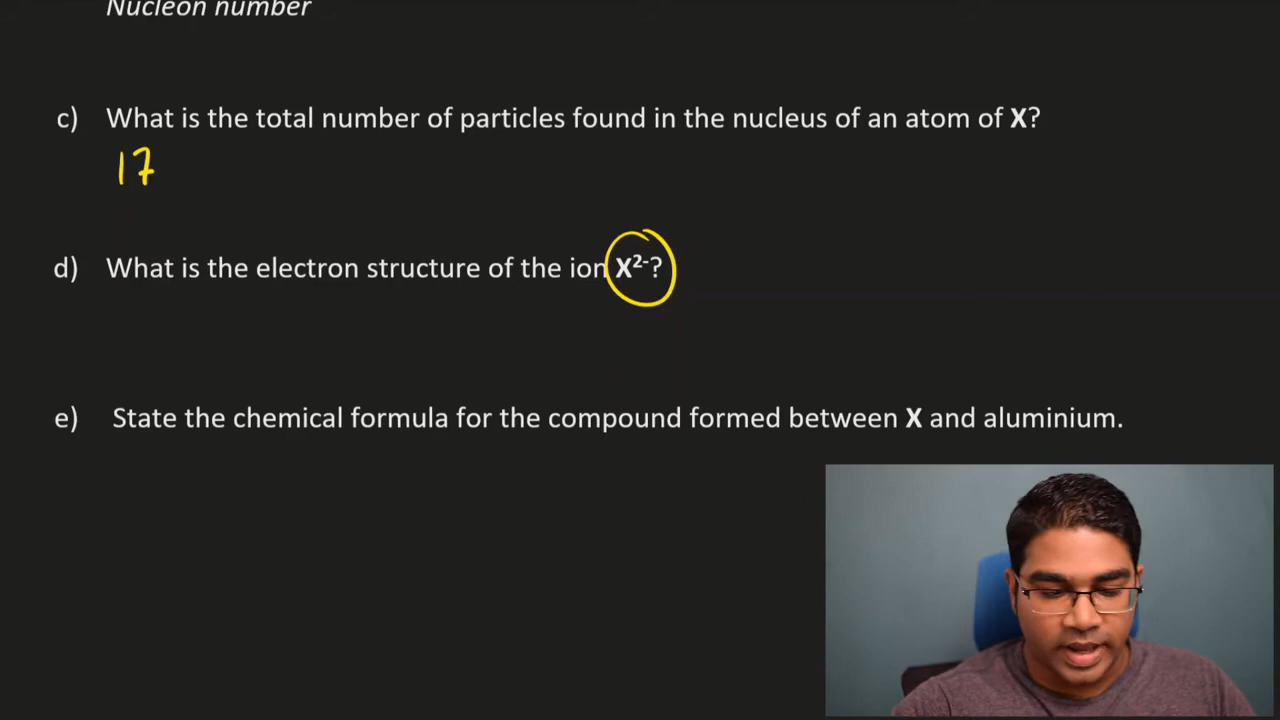 Nucleon number
c) What is the total number of particles found in the nucleus of an atom of X?
17
d) What is the electron structure of the ion X²⁻?
e) State the chemical formula for the compound formed between X and aluminium.